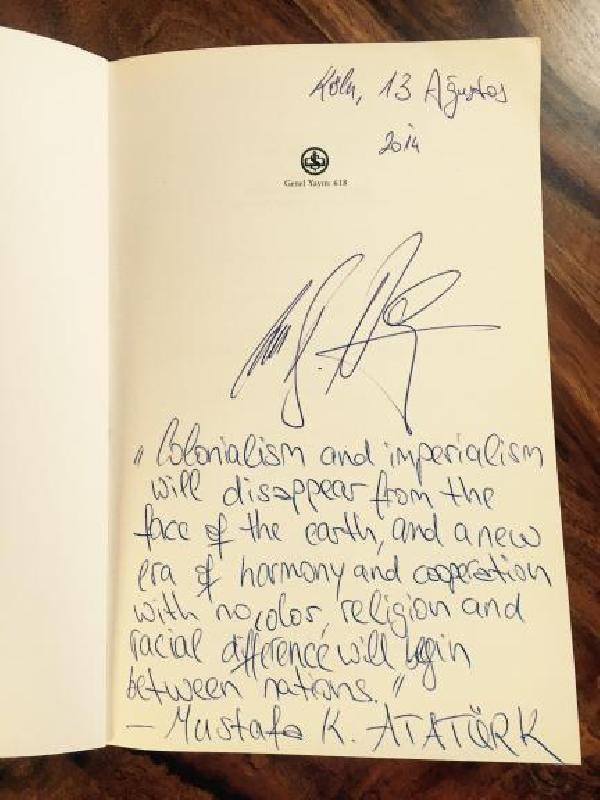 Köln, 13 Ağustos
2014
Genel Yayın: 618
"Colonialism and imperialism
will disappear from the
face of the earth, and a new
era of harmony and cooperation
with no color, religion and
racial difference will begin
between nations."
— Mustafa K. ATATÜRK